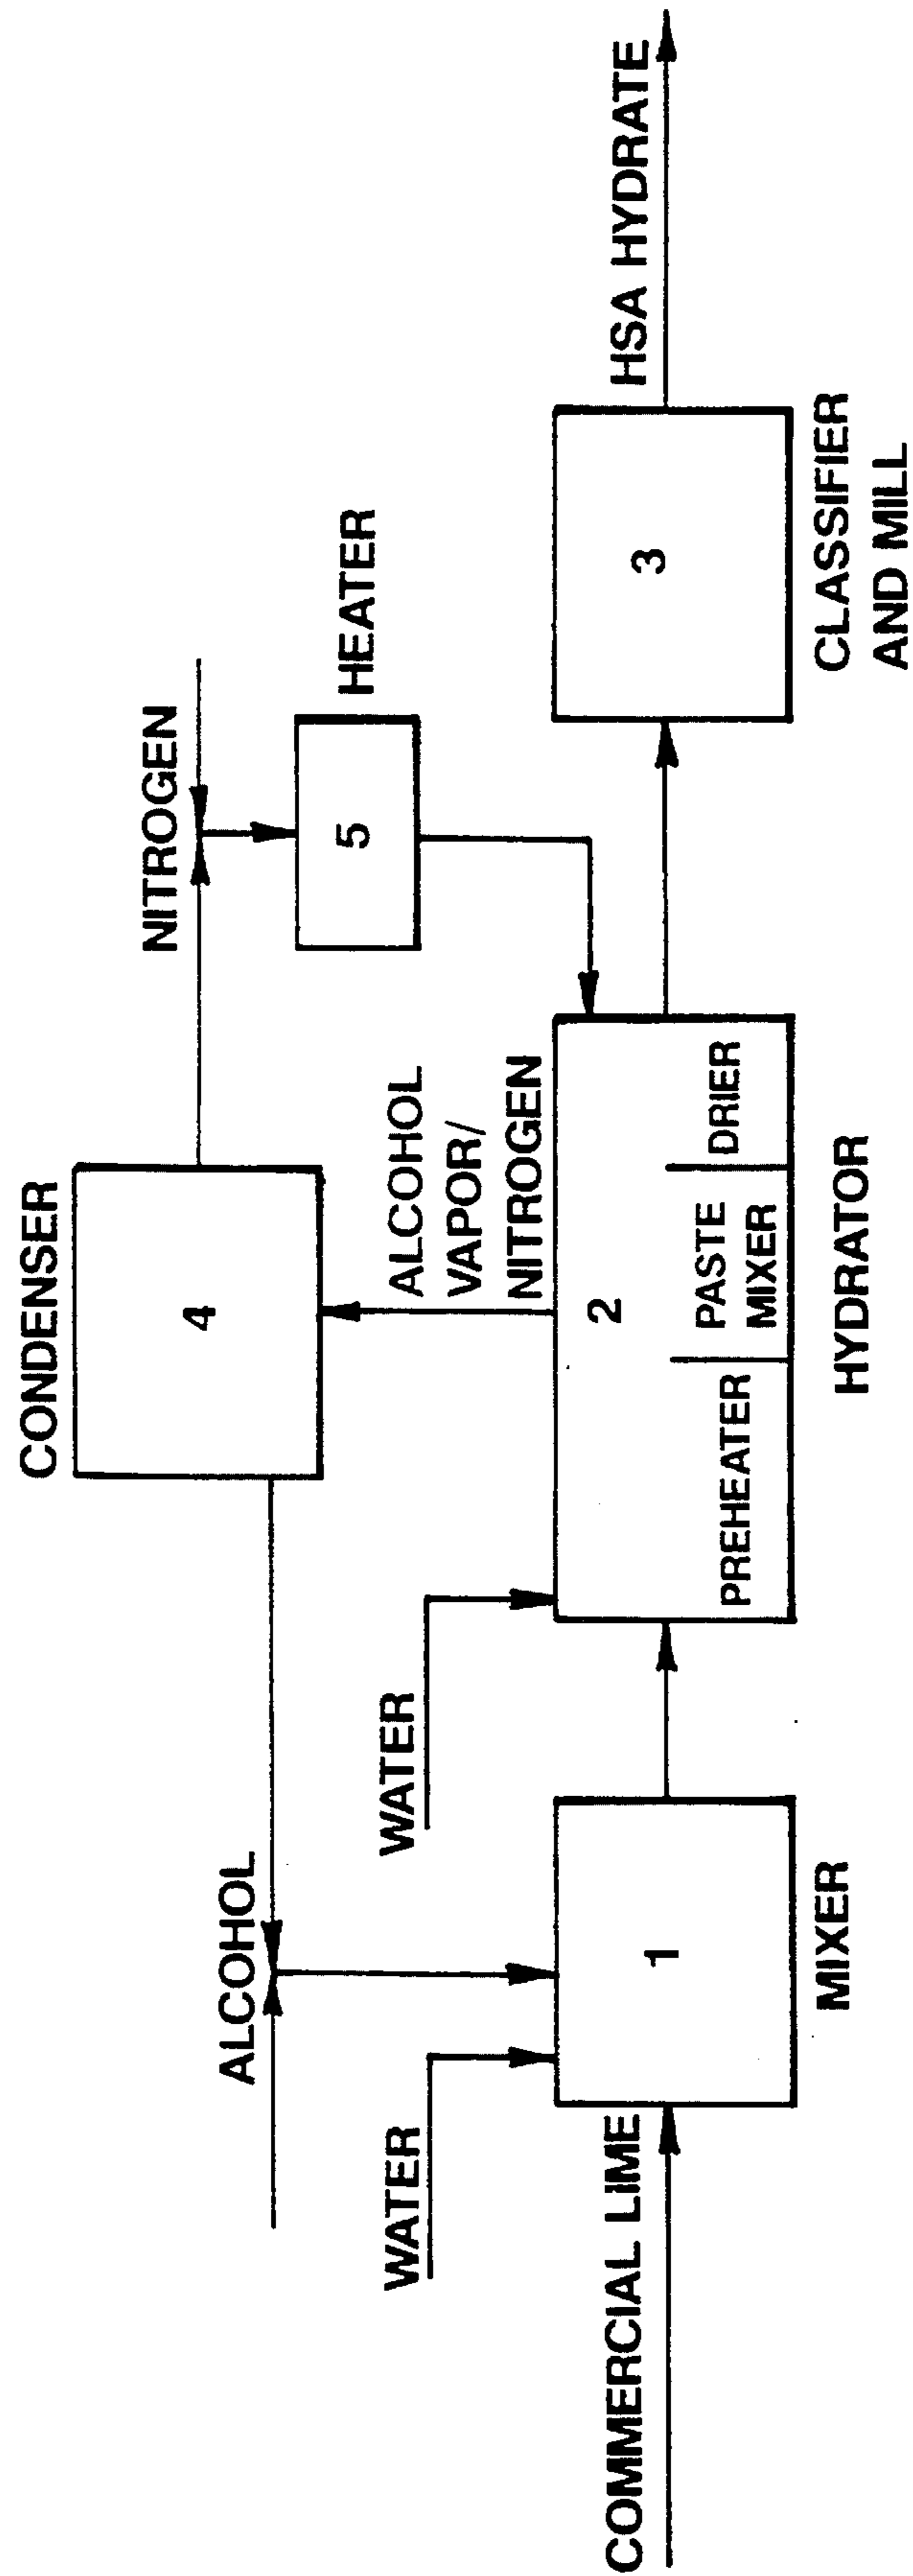 CONDENSER
4
NITROGEN
ALCOHOL
5
HEATER
ALCOHOL
VAPOR/
NITROGEN
WATER
WATER
COMMERCIAL LIME
1
MIXER
2
PREHEATER
PASTE
MIXER
DRIER
HYDRATOR
3
CLASSIFIER
AND MILL
HSA HYDRATE